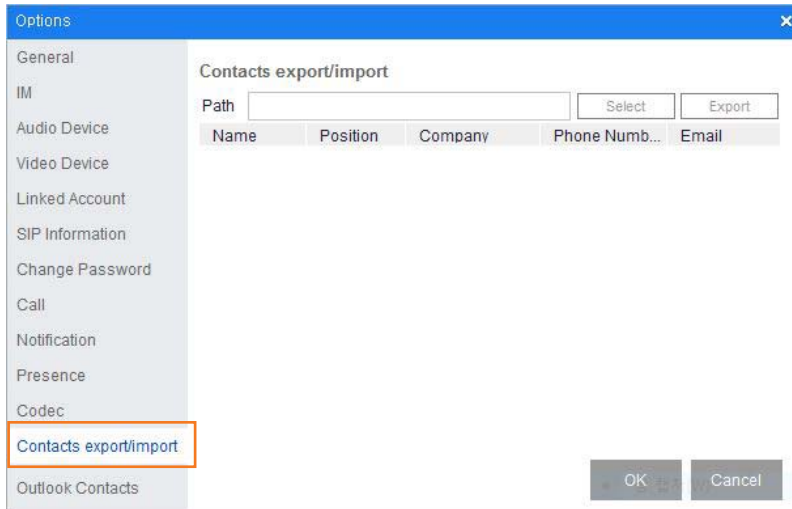 Options
General
IM
Audio Device
Video Device
Linked Account
SIP Information
Change Password
Call
Notification
Presence
Codec
Contacts export/import
Outlook Contacts
Contacts export/import
Path Select Export
Name Position Company Phone Numb... Email
OK Cancel